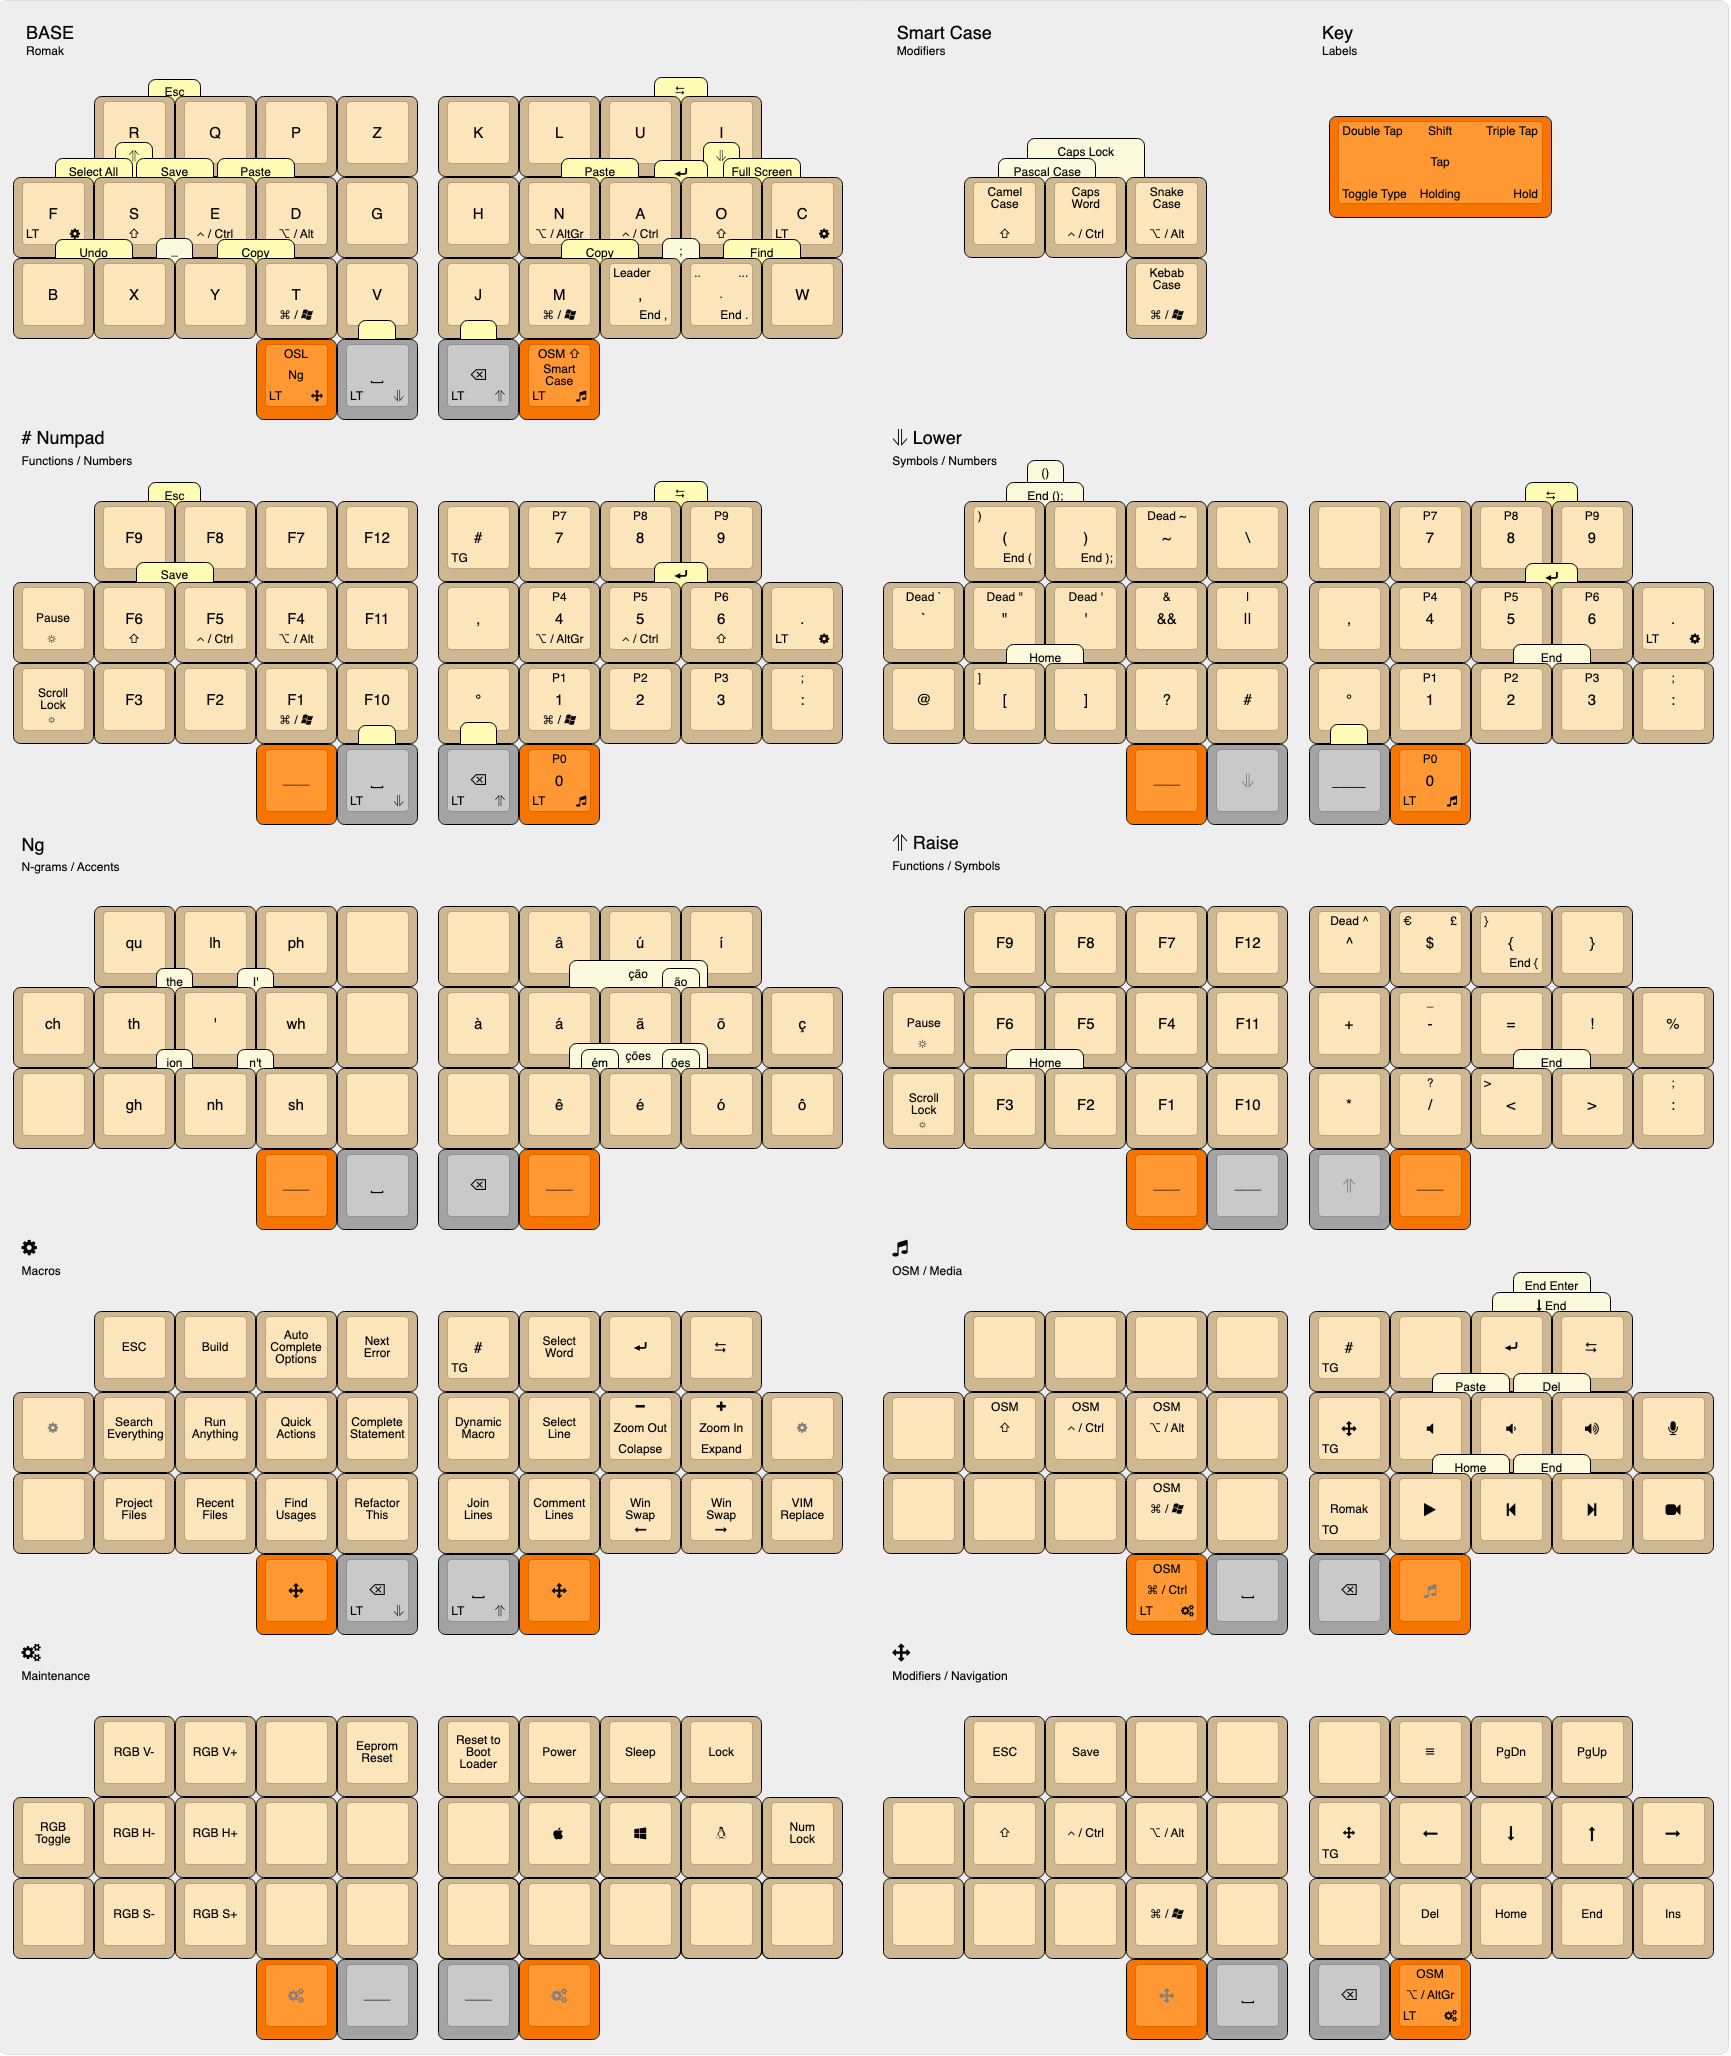 BASE
Romak
Smart Case
Modifiers
Key
Labels
Esc
⇆
R Q P Z K L U I
⇑ ⇓
Select All Save Paste Paste ↵ Full Screen
F S E D G H N A O C
LT ⇧ ^ / Ctrl ⌥ / Alt ⌥ / AltGr ^ / Ctrl ⇧ LT
Undo _ Copy Copy ; Find
B X Y T V J M W
⌘ /
⌘ /
Leader
,
End ,
.. ...
.
End .
OSL
Ng
LT
LT ⇓
⌫
LT ⇑
OSM ⇧
Smart
Case
LT
Caps Lock
Pascal Case
Camel
Case
⇧
Caps
Word
^ / Ctrl
Snake
Case
⌥ / Alt
Kebab
Case
⌘ /
Double Tap Shift Triple Tap
Tap
Toggle Type Holding Hold
# Numpad
Functions / Numbers
Esc
⇆
F9 F8 F7 F12
#
TG
P7
7
P8
8
P9
9
Save
↵
Pause
F6
⇧
F5
^ / Ctrl
F4
⌥ / Alt
F11
,
P4
4
⌥ / AltGr
P5
5
^ / Ctrl
P6
6
⇧
.
LT
Scroll
Lock
F3 F2
F1
⌘ /
F10
°
P1
1
⌘ /
P2
2
P3
3
;
:
LT ⇓
⌫
LT ⇑
P0
0
LT
⇓ Lower
Symbols / Numbers
()
End ();
⇆
)
(
End (
)
End );
Dead ~
~
\
P7
7
P8
8
P9
9
↵
Dead `
`
Dead "
"
Dead '
'
&
&&
|
||
,
P4
4
P5
5
P6
6
.
LT
Home
End
@
]
[
]
?
#
°
P1
1
P2
2
P3
3
;
:
⇓
P0
0
LT
Ng
N-grams / Accents
qu lh ph â ú í
the l' ção ão
ch th ' wh à á ã õ ç
ion n't ém ções ões
gh nh sh ê é ó ô
⌫
⇑ Raise
Functions / Symbols
F9 F8 F7 F12
Dead ^
^
€ £
$
}
{
End {
}
Pause
F6 F5 F4 F11
+
_
-
=
!
%
Home
End
Scroll
Lock
F3 F2 F1 F10
*
?
/
>
<
>
;
:
⇑
Macros
ESC
Build
Auto
Complete
Options
Next
Error
#
TG
Select
Word
↵
⇆
Search
Everything
Run
Anything
Quick
Actions
Complete
Statement
Dynamic
Macro
Select
Line
−
Zoom Out
Colapse
+
Zoom In
Expand
Project
Files
Recent
Files
Find
Usages
Refactor
This
Join
Lines
Comment
Lines
Win
Swap
←
Win
Swap
→
VIM
Replace
⌫
LT ⇓
LT ⇑
OSM / Media
End Enter
↓ End
#
TG
↵
⇆
Paste Del
OSM
⇧
OSM
^ / Ctrl
OSM
⌥ / Alt
TG
Home End
OSM
⌘ /
Romak
TO
OSM
⌘ / Ctrl
LT
⌫
Maintenance
RGB V- RGB V+
Eeprom
Reset
Reset to
Boot
Loader
Power Sleep Lock
RGB
Toggle
RGB H- RGB H+
Num
Lock
RGB S- RGB S+
Modifiers / Navigation
ESC Save ≡ PgDn PgUp
⇧ ^ / Ctrl ⌥ / Alt
TG
← ↓ ↑ →
⌘ /
Del Home End Ins
⌫
OSM
⌥ / AltGr
LT